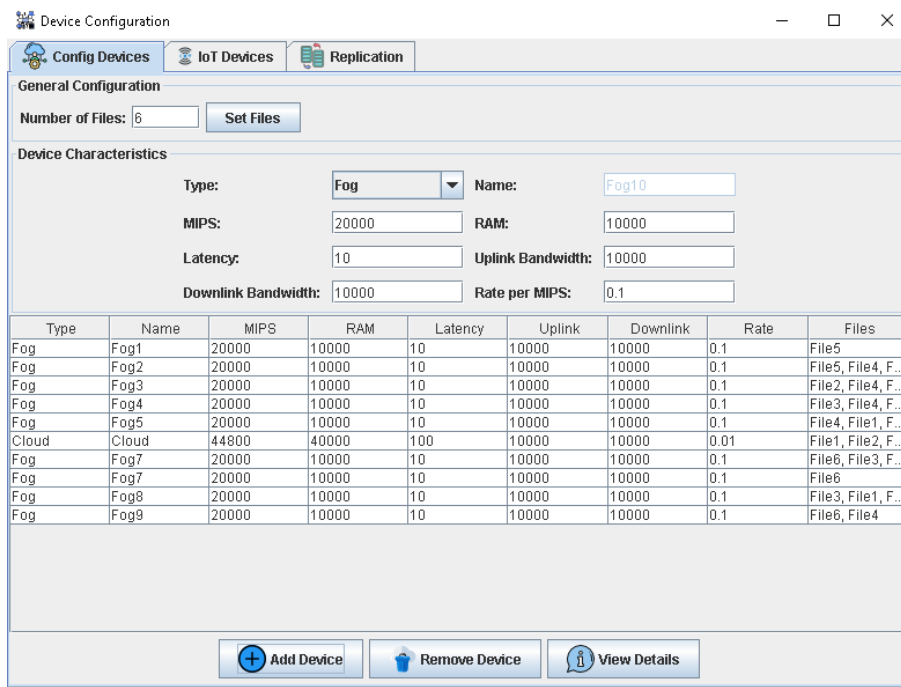 Device Configuration
Config Devices IoT Devices Replication
General Configuration
Number of Files: 6 Set Files
Device Characteristics
Type: Fog Name: Fog10
MIPS: 20000 RAM: 10000
Latency: 10 Uplink Bandwidth: 10000
Downlink Bandwidth: 10000 Rate per MIPS: 0.1
Type Name MIPS RAM Latency Uplink Downlink Rate Files
Fog Fog1 20000 10000 10 10000 10000 0.1 File5
Fog Fog2 20000 10000 10 10000 10000 0.1 File5, File4, F...
Fog Fog3 20000 10000 10 10000 10000 0.1 File2, File4, F...
Fog Fog4 20000 10000 10 10000 10000 0.1 File3, File4, F...
Fog Fog5 20000 10000 10 10000 10000 0.1 File4, File1, F...
Cloud Cloud 44800 40000 100 10000 10000 0.01 File1, File2, F...
Fog Fog7 20000 10000 10 10000 10000 0.1 File6, File3, F...
Fog Fog7 20000 10000 10 10000 10000 0.1 File6
Fog Fog8 20000 10000 10 10000 10000 0.1 File3, File1, F...
Fog Fog9 20000 10000 10 10000 10000 0.1 File6, File4
Add Device Remove Device View Details